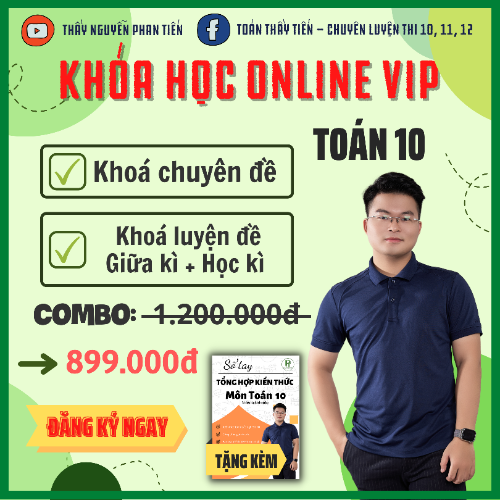 THẦY NGUYỄN PHAN TIẾN
TOÁN THẦY TIẾN – CHUYÊN LUYỆN THI 10, 11, 12
KHÓA HỌC ONLINE VIP
TOÁN 10
Khoá chuyên đề
Khoá luyện đề
Giữa kì + Học kì
COMBO: 1.200.000đ
899.000đ
ĐĂNG KÝ NGAY
Sổ tay
TỔNG HỢP KIẾN THỨC
Môn Toán 10
TẶNG KÈM